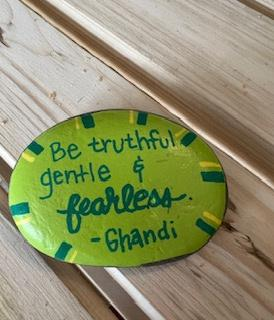 Be truthful
gentle &
fearless.
-Ghandi